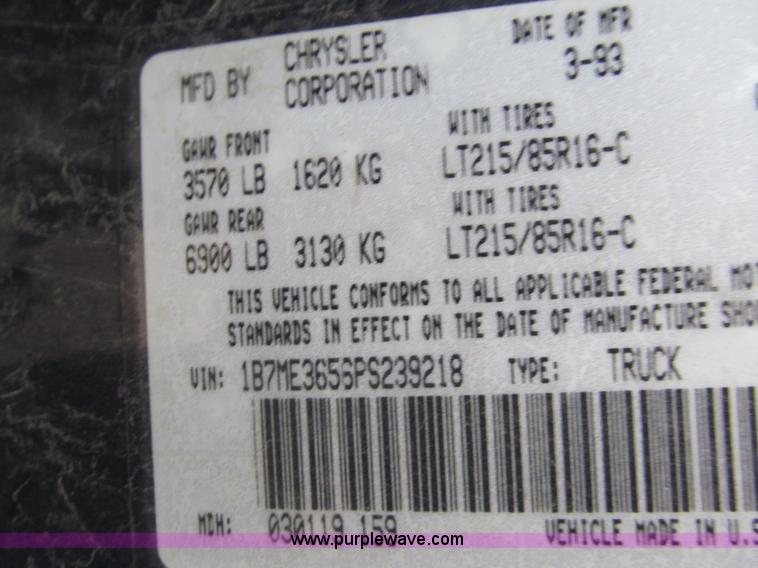 MFD BY CHRYSLER CORPORATION DATE OF MFR 3-93
GAWR FRONT WITH TIRES
3570 LB 1620 KG LT215/85R16-C
GAWR REAR WITH TIRES
6900 LB 3130 KG LT215/85R16-C
THIS VEHICLE CONFORMS TO ALL APPLICABLE FEDERAL MOT
STANDARDS IN EFFECT ON THE DATE OF MANUFACTURE SHO
VIN: 1B7ME3656PS239218 TYPE: TRUCK
MDH: 030119 159 VEHICLE MADE IN U.S
www.purplewave.com